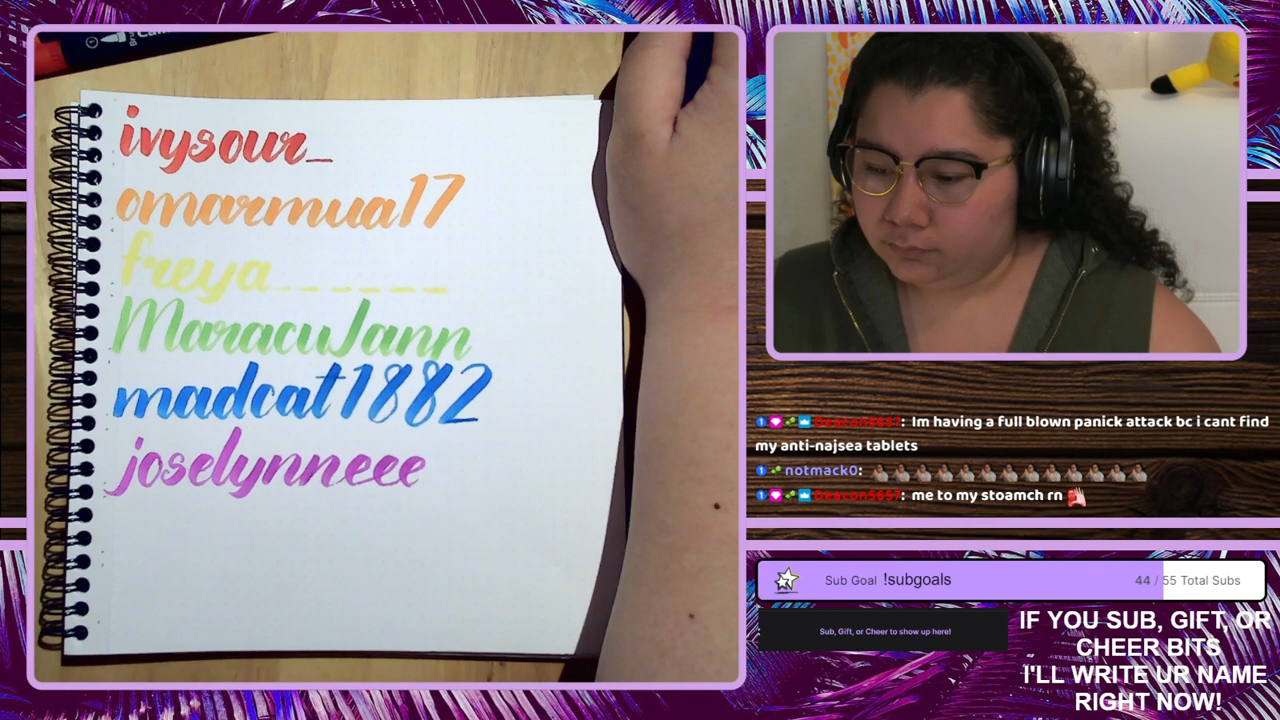 ivysour_
omarmua17
freya______
MaracuJann
madcat1882
joselynneee
Deacon5657: Im having a full blown panick attack bc i cant find
my anti-najsea tablets
notmack0:
Deacon5657: me to my stoamch rn
Sub Goal !subgoals 44 / 55 Total Subs
Sub, Gift, or Cheer to show up here!
IF YOU SUB, GIFT, OR
CHEER BITS
I'LL WRITE UR NAME
RIGHT NOW!